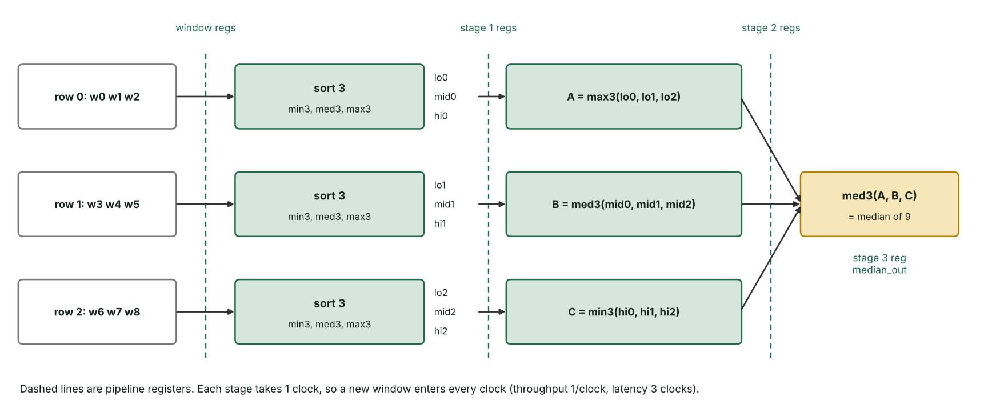 window regs
stage 1 regs
stage 2 regs
row 0: w0 w1 w2
sort 3
min3, med3, max3
lo0
mid0
hi0
A = max3(lo0, lo1, lo2)
row 1: w3 w4 w5
sort 3
min3, med3, max3
lo1
mid1
hi1
B = med3(mid0, mid1, mid2)
med3(A, B, C)
= median of 9
stage 3 reg
median_out
row 2: w6 w7 w8
sort 3
min3, med3, max3
lo2
mid2
hi2
C = min3(hi0, hi1, hi2)
Dashed lines are pipeline registers. Each stage takes 1 clock, so a new window enters every clock (throughput 1/clock, latency 3 clocks).